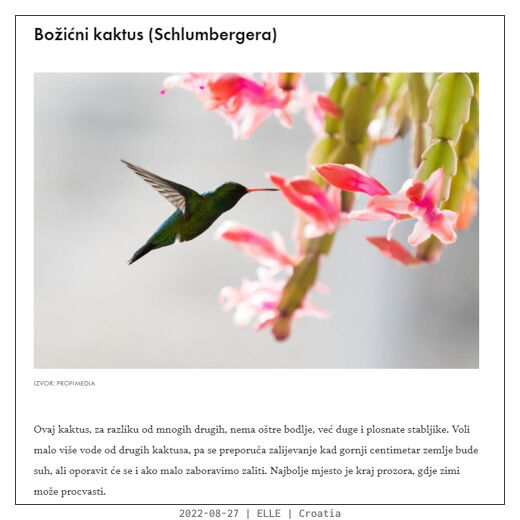 Božićni kaktus (Schlumbergera)
IZVOR: PROFIMEDIA
Ovaj kaktus, za razliku od mnogih drugih, nema oštre bodlje, već duge i plosnate stabljike. Voli
malo više vode od drugih kaktusa, pa se preporuča zalijevanje kad gornji centimetar zemlje bude
suh, ali oporavit će se i ako malo zaboravimo zaliti. Najbolje mjesto je kraj prozora, gdje zimi
može procvasti.
2022-08-27 | ELLE | Croatia